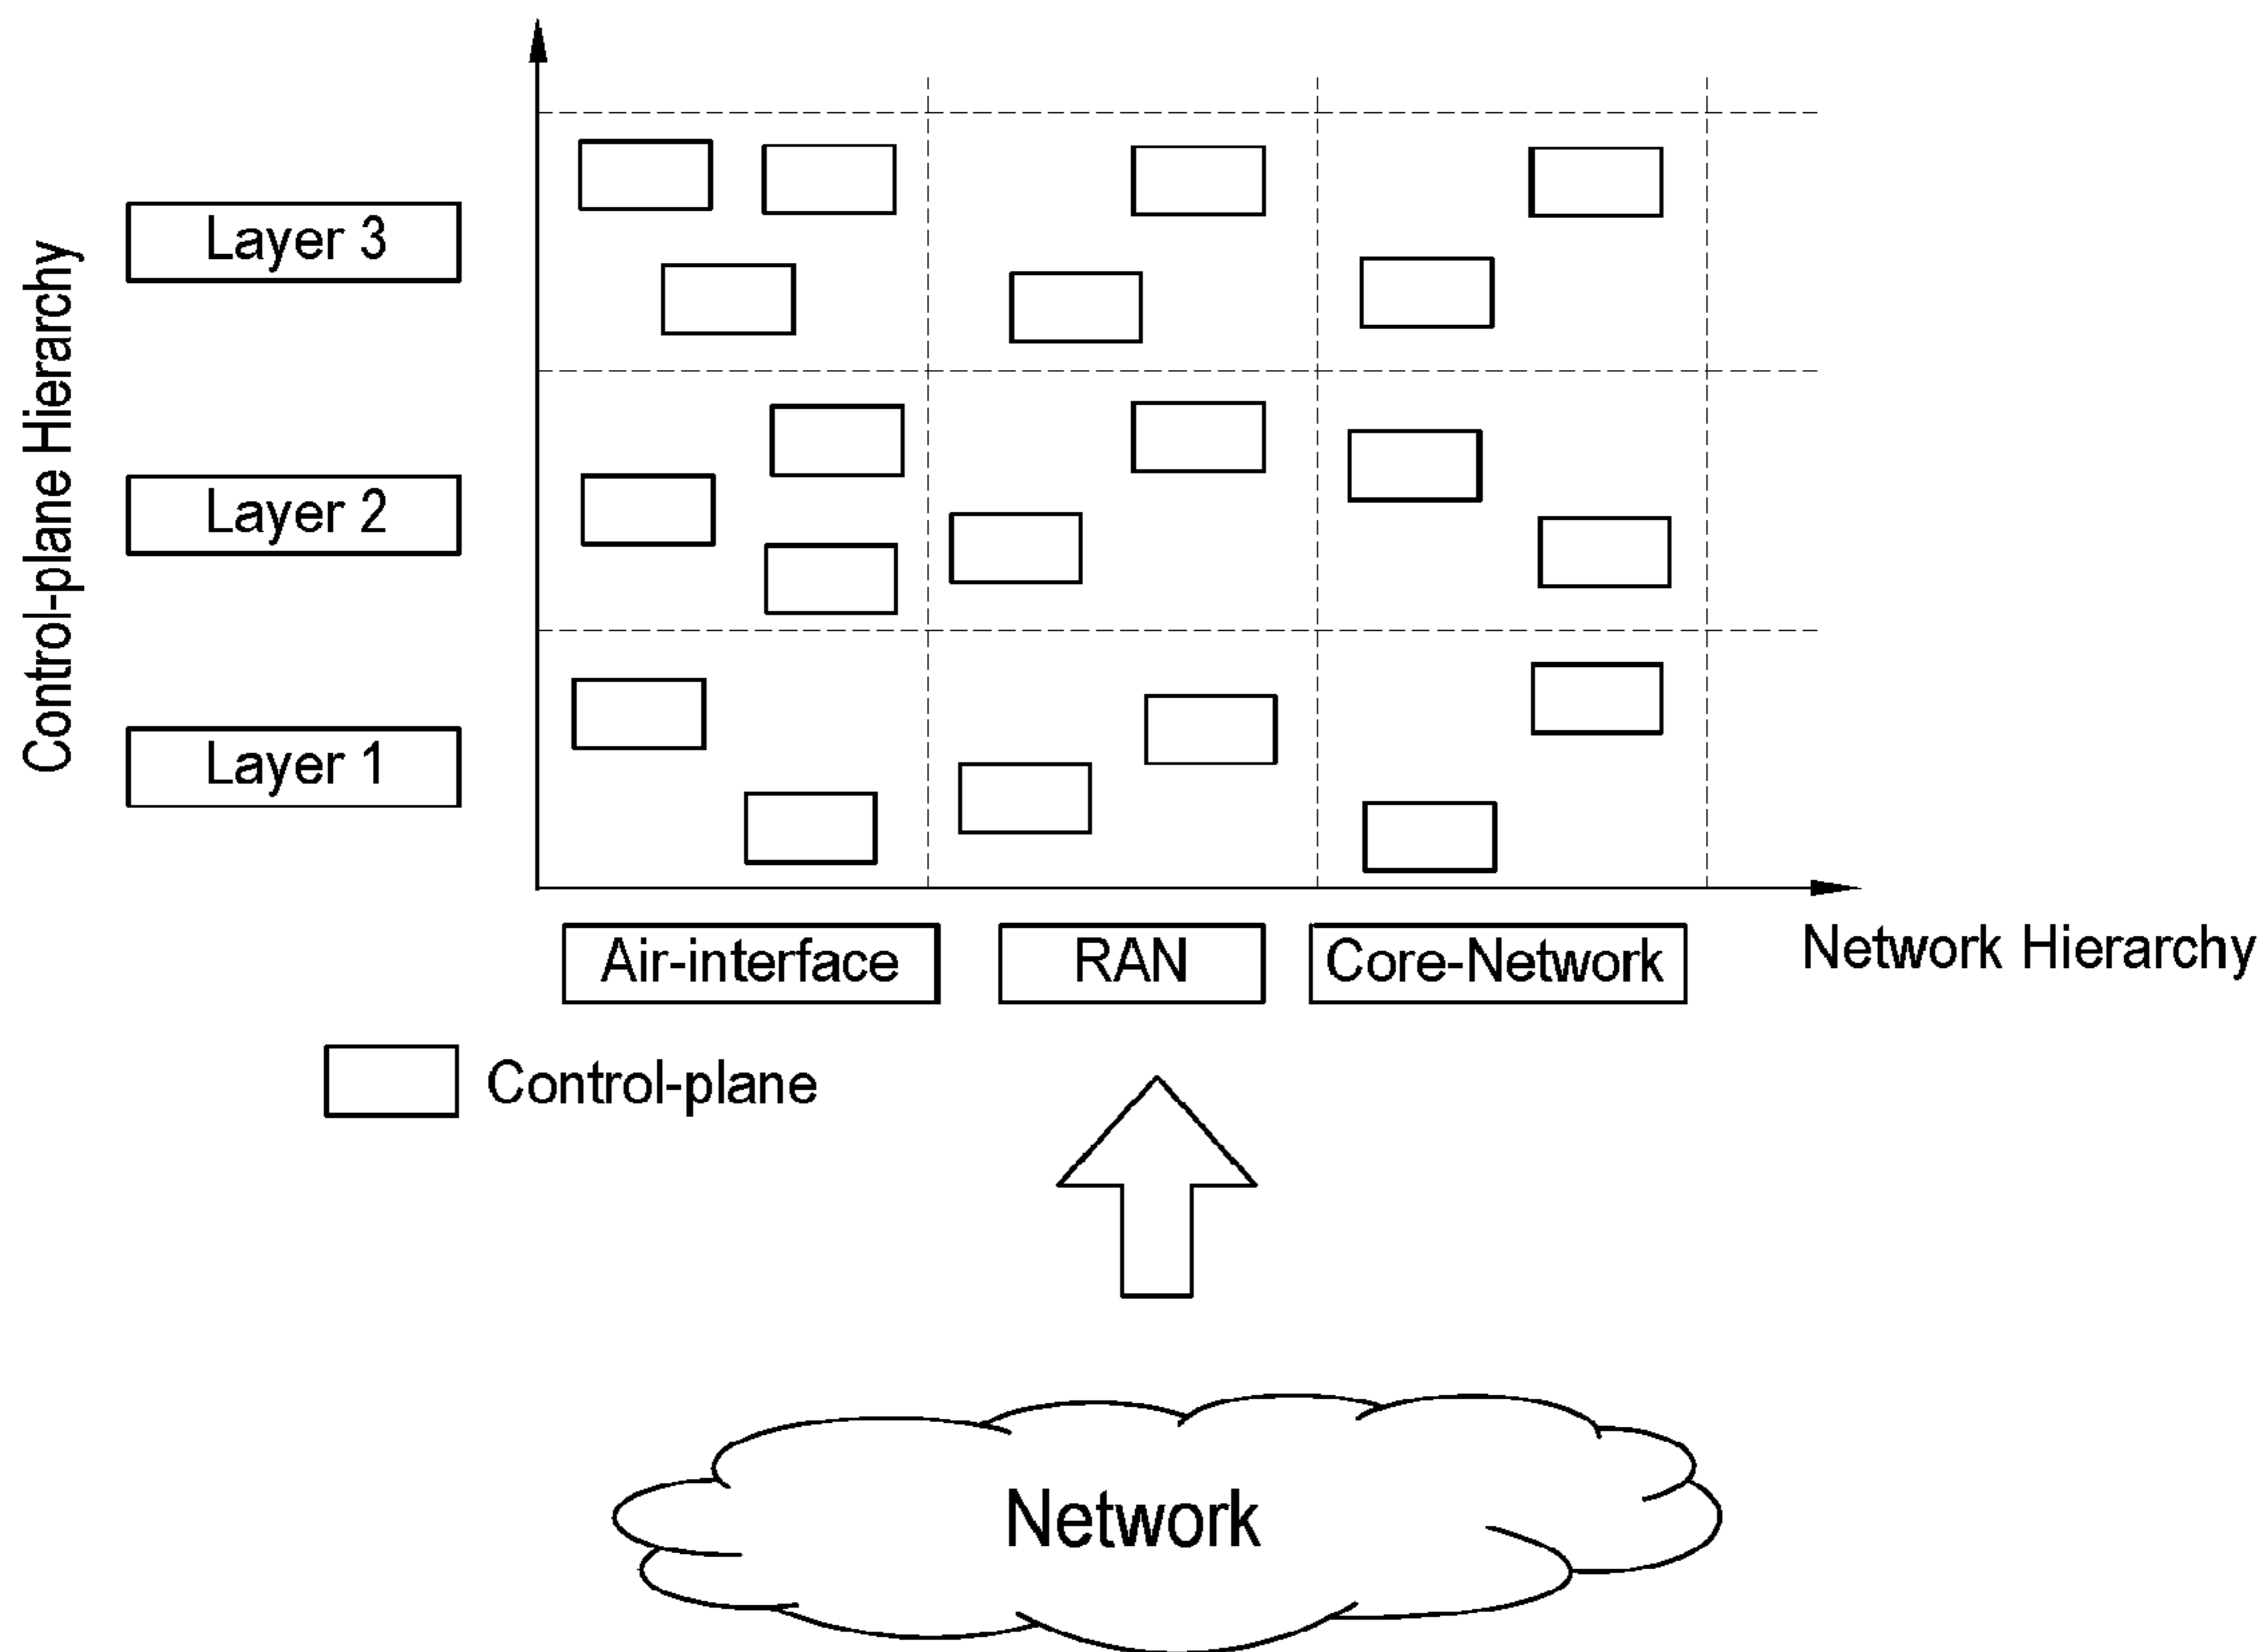 Control-plane Hierarchy
Layer 3
Layer 2
Layer 1
Air-interface
RAN
Core-Network
Network Hierarchy
Control-plane
Network